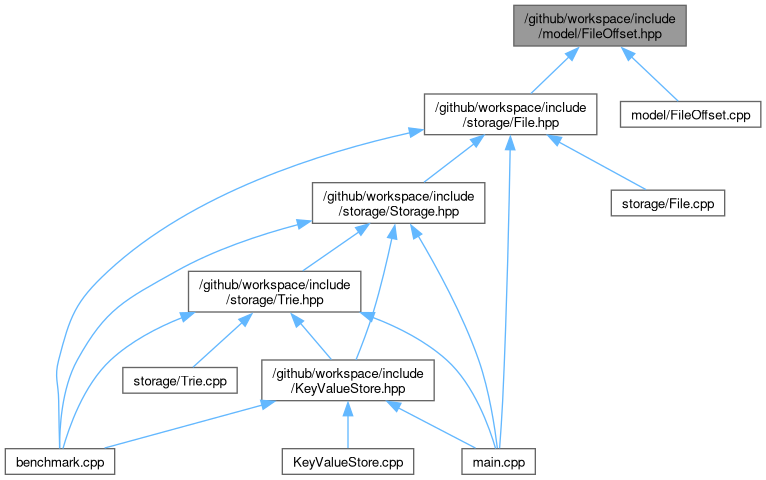 /github/workspace/include
/model/FileOffset.hpp
/github/workspace/include
/storage/File.hpp
model/FileOffset.cpp
/github/workspace/include
/storage/Storage.hpp
storage/File.cpp
/github/workspace/include
/storage/Trie.hpp
storage/Trie.cpp
/github/workspace/include
/KeyValueStore.hpp
benchmark.cpp
KeyValueStore.cpp
main.cpp